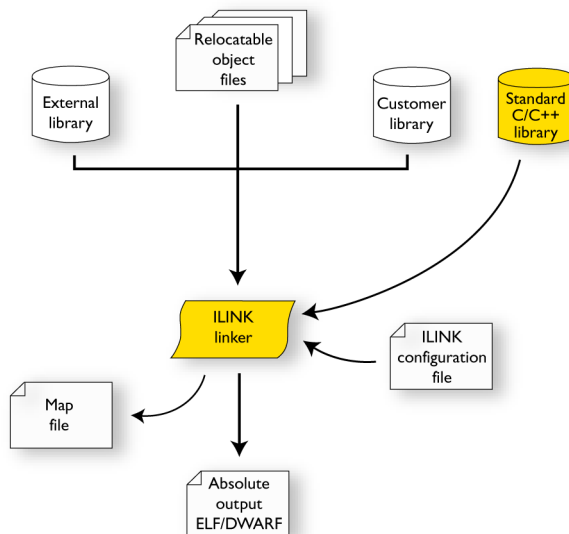 Relocatable
object
files
External
library
Customer
library
Standard
C/C++
library
ILINK
linker
ILINK
configuration
file
Map
file
Absolute
output
ELF/DWARF